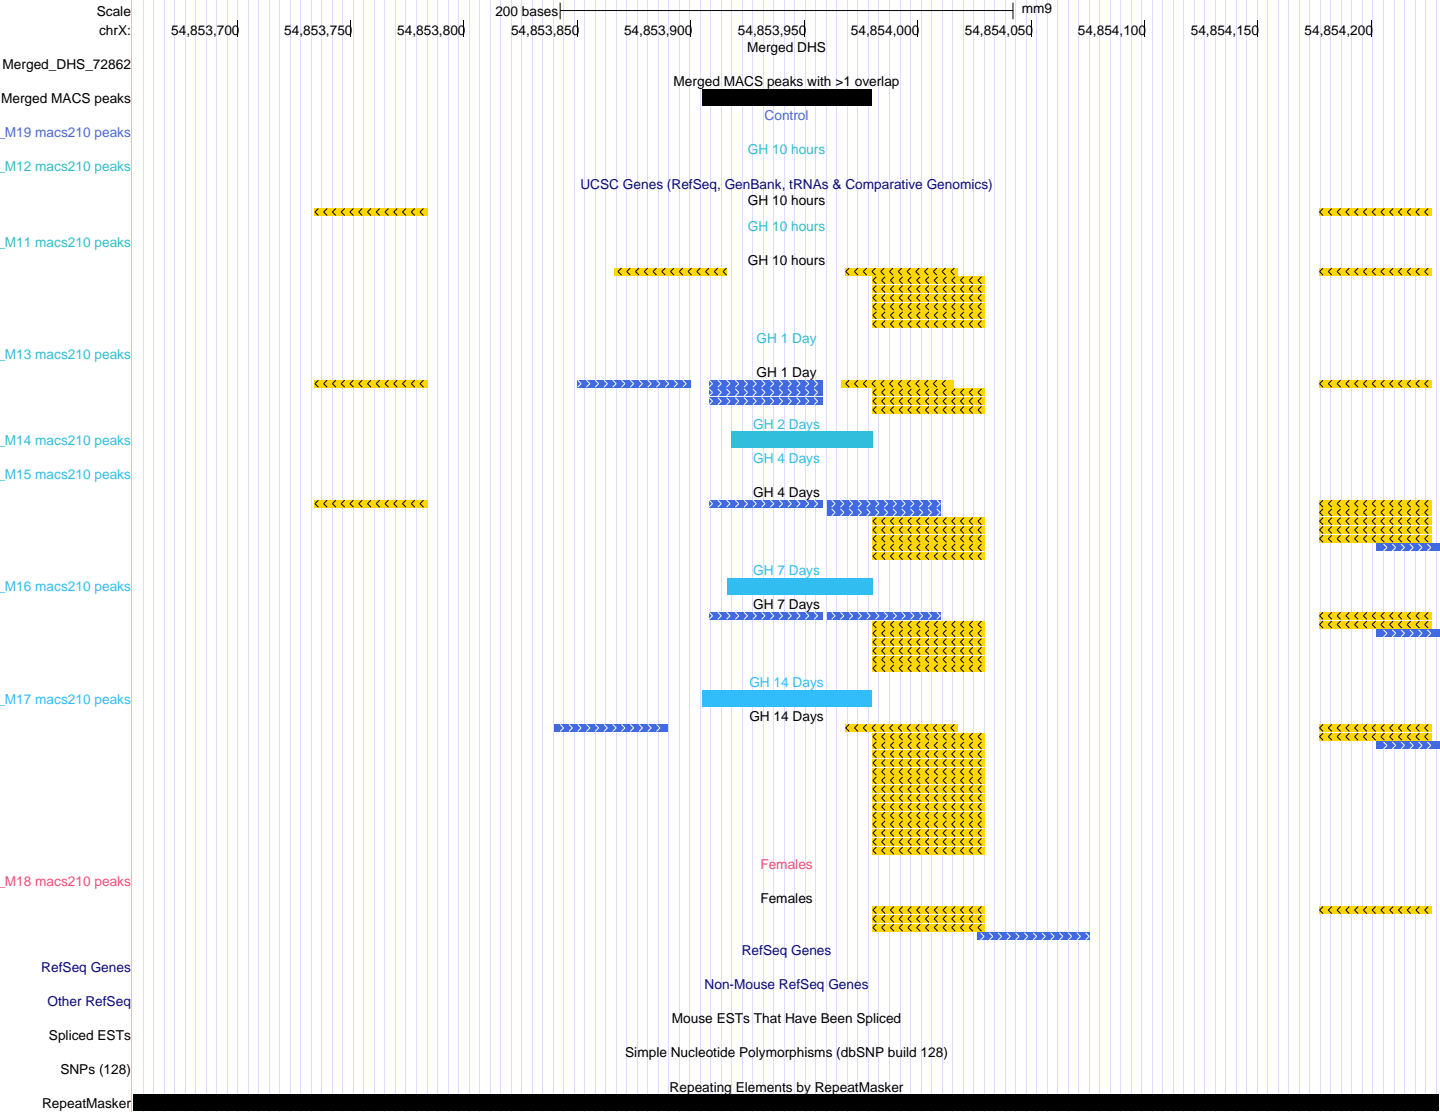 Scale 200 bases mm9
chrX: 54,853,700 54,853,750 54,853,800 54,853,850 54,853,900 54,853,950 54,854,000 54,854,050 54,854,100 54,854,150 54,854,200
Merged DHS
Merged_DHS_72862
Merged MACS peaks with >1 overlap
Merged MACS peaks
Control
_M19 macs210 peaks
GH 10 hours
_M12 macs210 peaks
UCSC Genes (RefSeq, GenBank, tRNAs & Comparative Genomics)
GH 10 hours
GH 10 hours
_M11 macs210 peaks
GH 10 hours
GH 1 Day
_M13 macs210 peaks
GH 1 Day
GH 2 Days
_M14 macs210 peaks
GH 4 Days
_M15 macs210 peaks
GH 4 Days
GH 7 Days
_M16 macs210 peaks
GH 7 Days
GH 14 Days
_M17 macs210 peaks
GH 14 Days
Females
_M18 macs210 peaks
Females
RefSeq Genes
RefSeq Genes
Non-Mouse RefSeq Genes
Other RefSeq
Mouse ESTs That Have Been Spliced
Spliced ESTs
Simple Nucleotide Polymorphisms (dbSNP build 128)
SNPs (128)
Repeating Elements by RepeatMasker
RepeatMasker